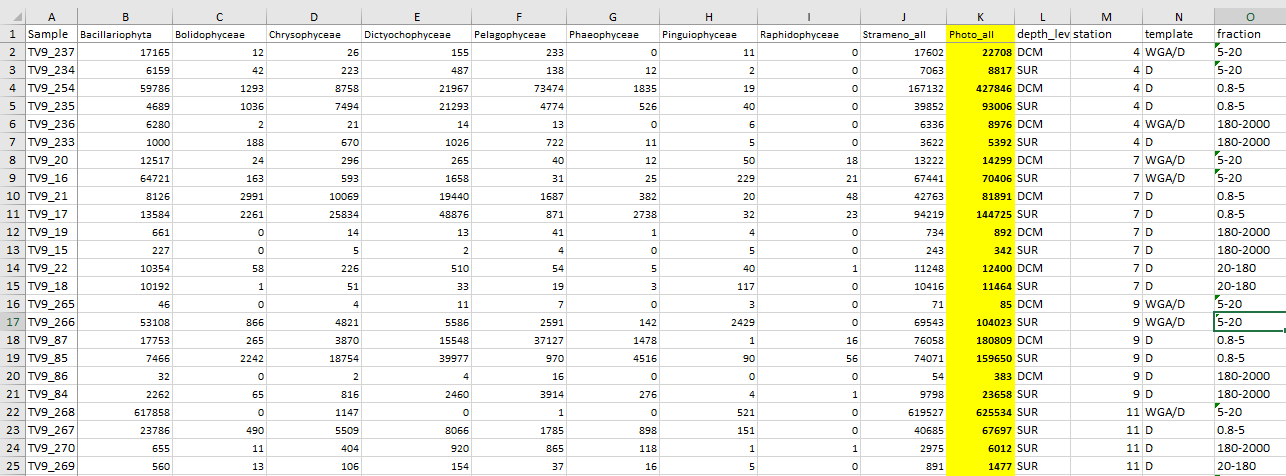 A B C D E F G H I J K L M N O
1 Sample Bacillariophyta Bolidophyceae Chrysophyceae Dictyochophyceae Pelagophyceae Phaeophyceae Pinguiophyceae Raphidophyceae Strameno_all Photo_all depth_lev station template fraction
2 TV9_237 17165 12 26 155 233 0 11 0 17602 22708 DCM 4 WGA/D 5-20
3 TV9_234 6159 42 223 487 138 12 2 0 7063 8817 SUR 4 D 5-20
4 TV9_254 59786 1293 8758 21967 73474 1835 19 0 167132 427846 DCM 4 D 0.8-5
5 TV9_235 4689 1036 7494 21293 4774 526 40 0 39852 93006 SUR 4 D 0.8-5
6 TV9_236 6280 2 21 14 13 0 6 0 6336 8976 DCM 4 WGA/D 180-2000
7 TV9_233 1000 188 670 1026 722 11 5 0 3622 5392 SUR 4 D 180-2000
8 TV9_20 12517 24 296 265 40 12 50 18 13222 14299 DCM 7 WGA/D 5-20
9 TV9_16 64721 163 593 1658 31 25 229 21 67441 70406 SUR 7 WGA/D 5-20
10 TV9_21 8126 2991 10069 19440 1687 382 20 48 42763 81891 DCM 7 D 0.8-5
11 TV9_17 13584 2261 25834 48876 871 2738 32 23 94219 144725 SUR 7 D 0.8-5
12 TV9_19 661 0 14 13 41 1 4 0 734 892 DCM 7 D 180-2000
13 TV9_15 227 0 5 2 4 0 5 0 243 342 SUR 7 D 180-2000
14 TV9_22 10354 58 226 510 54 5 40 1 11248 12400 DCM 7 D 20-180
15 TV9_18 10192 1 51 33 19 3 117 0 10416 11464 SUR 7 D 20-180
16 TV9_265 46 0 4 11 7 0 3 0 71 85 DCM 9 WGA/D 5-20
17 TV9_266 53108 866 4821 5586 2591 142 2429 0 69543 104023 SUR 9 WGA/D 5-20
18 TV9_87 17753 265 3870 15548 37127 1478 1 16 76058 180809 DCM 9 D 0.8-5
19 TV9_85 7466 2242 18754 39977 970 4516 90 56 74071 159650 SUR 9 D 0.8-5
20 TV9_86 32 0 2 4 16 0 0 0 54 383 DCM 9 D 180-2000
21 TV9_84 2262 65 816 2460 3914 276 4 1 9798 23658 SUR 9 D 180-2000
22 TV9_268 617858 0 1147 0 1 0 521 0 619527 625534 SUR 11 WGA/D 5-20
23 TV9_267 23786 490 5509 8066 1785 898 151 0 40685 67697 SUR 11 D 0.8-5
24 TV9_270 655 11 404 920 865 118 1 1 2975 6012 SUR 11 D 180-2000
25 TV9_269 560 13 106 154 37 16 5 0 891 1477 SUR 11 D 20-180